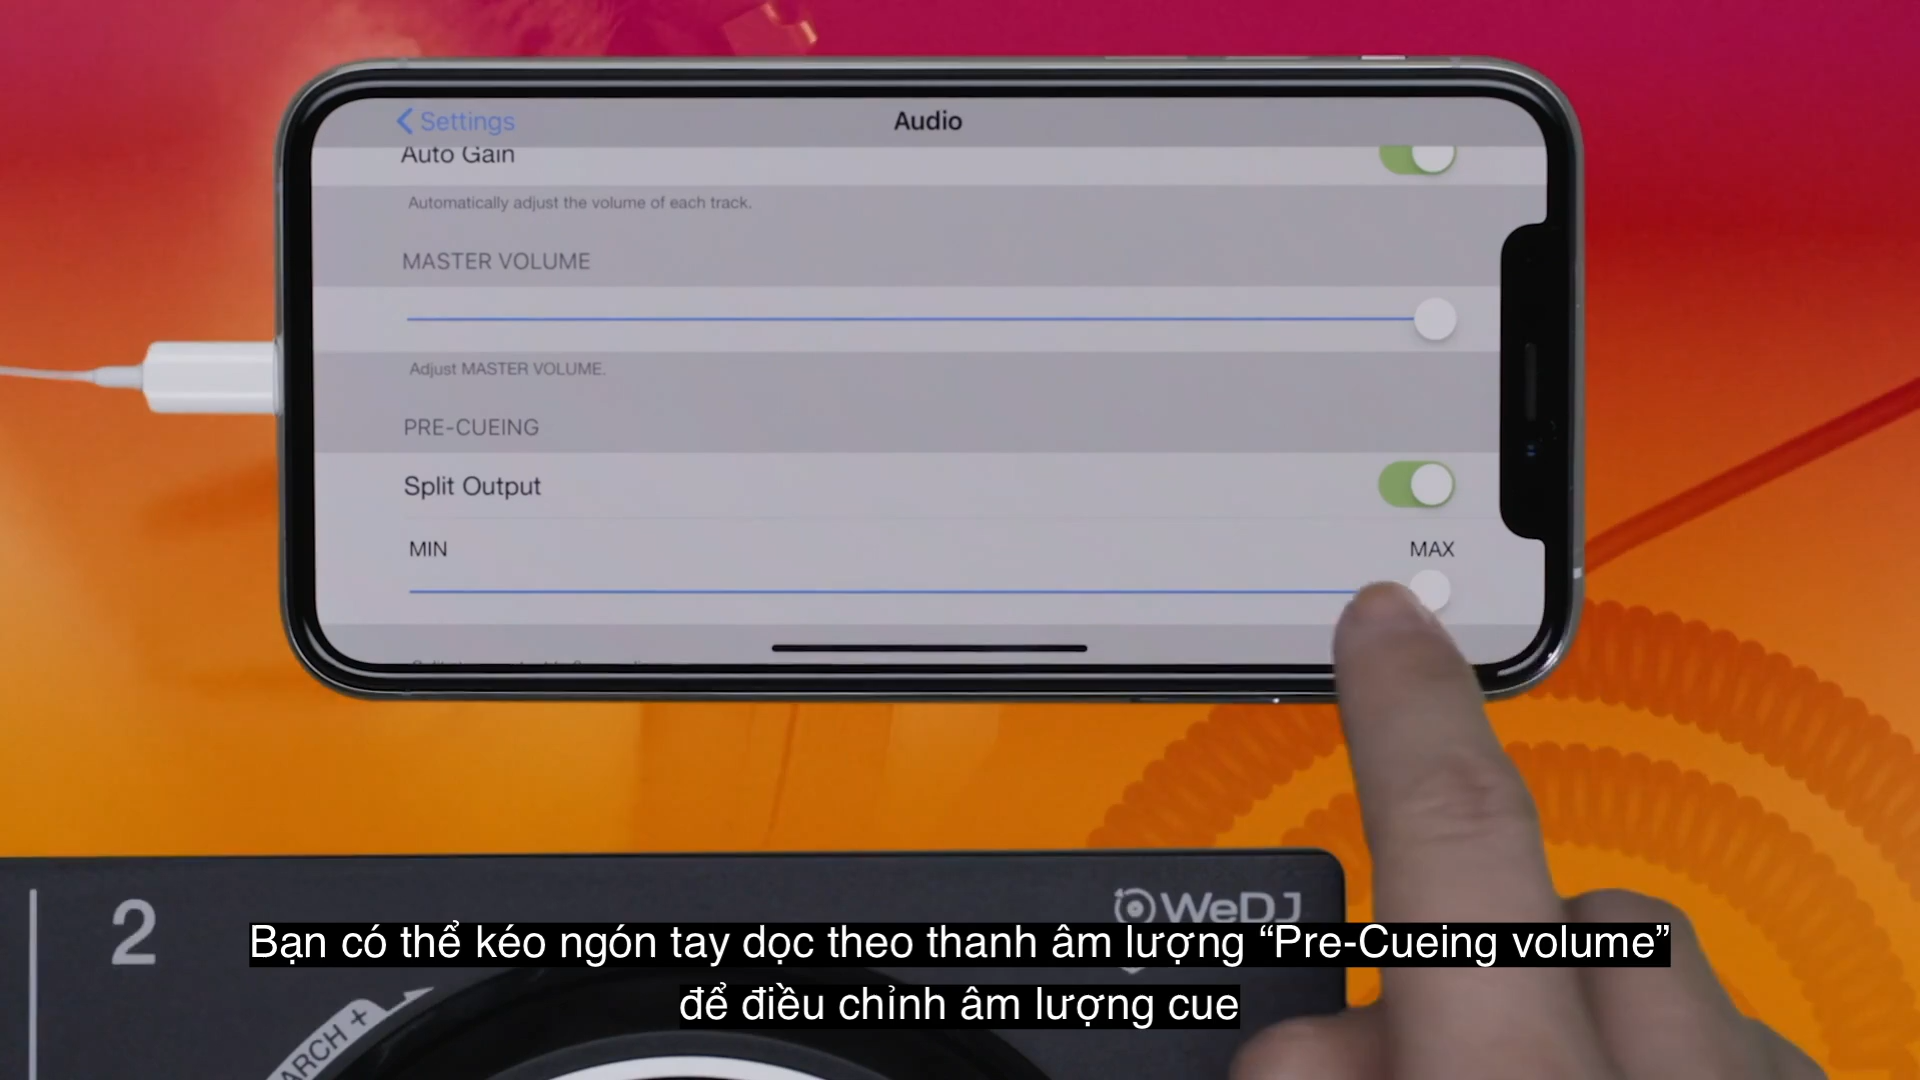 Settings
Audio
Auto Gain
Automatically adjust the volume of each track.
MASTER VOLUME
Adjust MASTER VOLUME.
PRE-CUEING
Split Output
MIN
MAX
2
WeDJ
ARCH +
Bạn có thể kéo ngón tay dọc theo thanh âm lượng “Pre-Cueing volume”
để điều chỉnh âm lượng cue